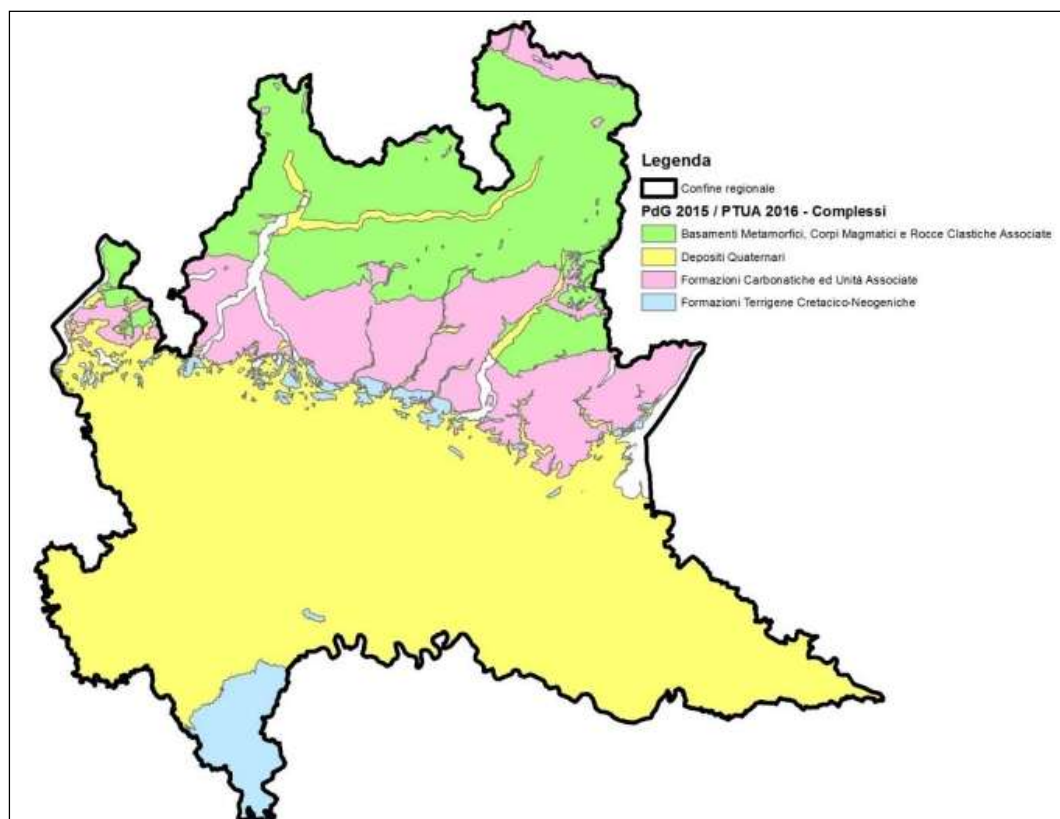 Legenda
Confine regionale
PdG 2015 / PTUA 2016 - Complessi
Basamenti Metamorfici, Corpi Magmatici e Rocce Clastiche Associate
Depositi Quaternari
Formazioni Carbonatiche ed Unità Associate
Formazioni Terrigene Cretacico-Neogeniche